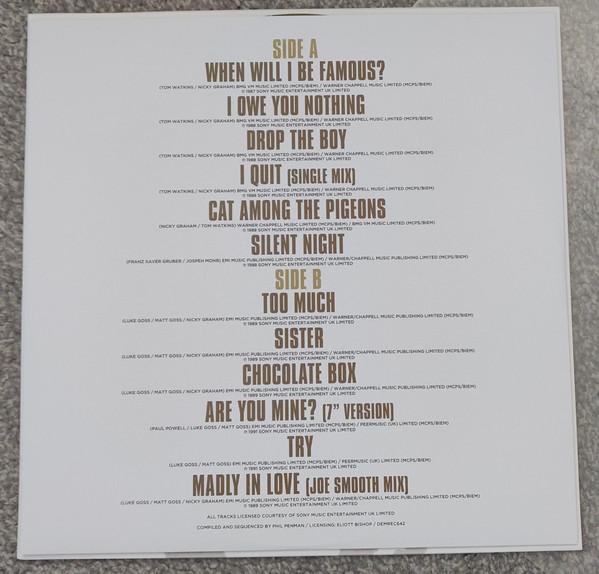 SIDE A
WHEN WILL I BE FAMOUS?
(TOM WATKINS / NICKY GRAHAM) BMG VM MUSIC LIMITED (MCPS/BIEM) / WARNER CHAPPELL MUSIC LIMITED (MCPS/BIEM)
℗ 1987 SONY MUSIC ENTERTAINMENT UK LIMITED
I OWE YOU NOTHING
(TOM WATKINS / NICKY GRAHAM) BMG VM MUSIC LIMITED (MCPS/BIEM) / WARNER CHAPPELL MUSIC LIMITED (MCPS/BIEM)
℗ 1988 SONY MUSIC ENTERTAINMENT UK LIMITED
DROP THE BOY
(TOM WATKINS / NICKY GRAHAM) BMG VM MUSIC LIMITED (MCPS/BIEM) / WARNER CHAPPELL MUSIC LIMITED (MCPS/BIEM)
℗ 1988 SONY MUSIC ENTERTAINMENT UK LIMITED
I QUIT (SINGLE MIX)
(TOM WATKINS / NICKY GRAHAM) BMG VM MUSIC LIMITED (MCPS/BIEM) / WARNER CHAPPELL MUSIC LIMITED (MCPS/BIEM)
℗ 1988 SONY MUSIC ENTERTAINMENT UK LIMITED
CAT AMONG THE PIGEONS
(NICKY GRAHAM / TOM WATKINS) WARNER CHAPPELL MUSIC LIMITED (MCPS/BIEM) / BMG VM MUSIC LIMITED (MCPS/BIEM)
℗ 1988 SONY MUSIC ENTERTAINMENT UK LIMITED
SILENT NIGHT
(FRANZ XAVER GRUBER / JOSPEH MOHR) EMI MUSIC PUBLISHING LIMITED (MCPS/BIEM) / WARNER/CHAPPELL MUSIC PUBLISHING LIMITED (MCPS/BIEM)
℗ 1988 SONY MUSIC ENTERTAINMENT UK LIMITED
SIDE B
TOO MUCH
(LUKE GOSS / MATT GOSS / NICKY GRAHAM) EMI MUSIC PUBLISHING LIMITED (MCPS/BIEM) / WARNER/CHAPPELL MUSIC PUBLISHING LIMITED (MCPS/BIEM)
℗ 1989 SONY MUSIC ENTERTAINMENT UK LIMITED
SISTER
(LUKE GOSS / MATT GOSS / NICKY GRAHAM) EMI MUSIC PUBLISHING LIMITED (MCPS/BIEM) / WARNER/CHAPPELL MUSIC PUBLISHING LIMITED (MCPS/BIEM)
℗ 1989 SONY MUSIC ENTERTAINMENT UK LIMITED
CHOCOLATE BOX
(LUKE GOSS / MATT GOSS / NICKY GRAHAM) EMI MUSIC PUBLISHING LIMITED (MCPS/BIEM) / WARNER/CHAPPELL MUSIC PUBLISHING LIMITED (MCPS/BIEM)
℗ 1989 SONY MUSIC ENTERTAINMENT UK LIMITED
ARE YOU MINE? (7" VERSION)
(PAUL POWELL / LUKE GOSS / MATT GOSS) EMI MUSIC PUBLISHING LIMITED (MCPS/BIEM) / PEERMUSIC (UK) LIMITED (MCPS/BIEM)
℗ 1991 SONY MUSIC ENTERTAINMENT UK LIMITED
TRY
(LUKE GOSS / MATT GOSS) EMI MUSIC PUBLISHING LIMITED (MCPS/BIEM) / PEERMUSIC (UK) LIMITED (MCPS/BIEM)
℗ 1991 SONY MUSIC ENTERTAINMENT UK LIMITED
MADLY IN LOVE (JOE SMOOTH MIX)
(LUKE GOSS / MATT GOSS / NICKY GRAHAM) EMI MUSIC PUBLISHING LIMITED (MCPS/BIEM) / WARNER/CHAPPELL MUSIC PUBLISHING LIMITED (MCPS/BIEM)
℗ 1989 SONY MUSIC ENTERTAINMENT UK LIMITED
ALL TRACKS LICENSED COURTESY OF SONY MUSIC ENTERTAINMENT UK LIMITED
COMPILED AND SEQUENCED BY PHIL PENMAN / LICENSING: ELIOTT BISHOP / DEMREC642